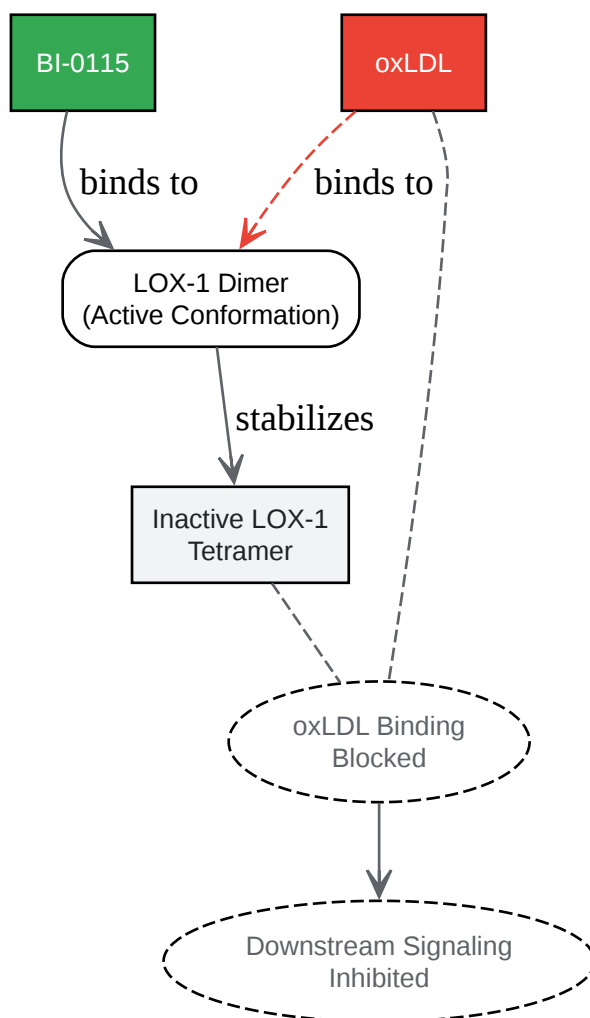 BI-0115
oxLDL
binds to
binds to
LOX-1 Dimer
(Active Conformation)
stabilizes
Inactive LOX-1
Tetramer
oxLDL Binding
Blocked
Downstream Signaling
Inhibited